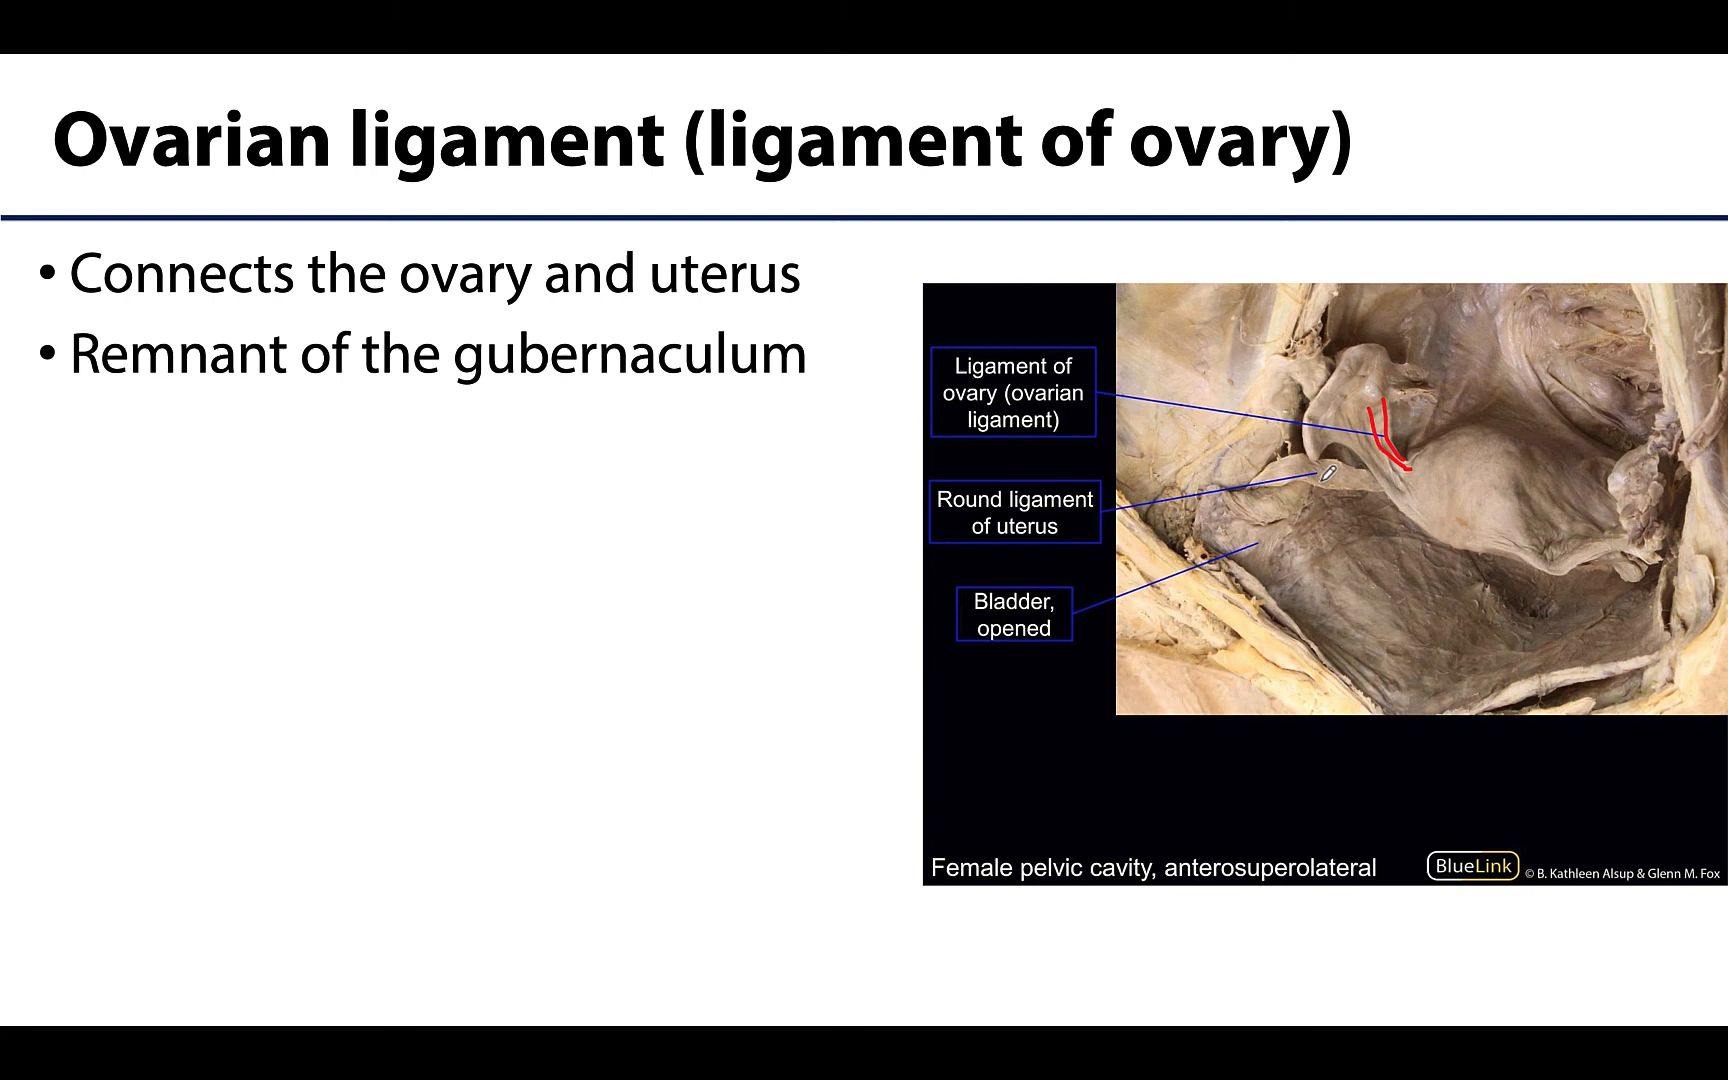 Ovarian ligament (ligament of ovary)
• Connects the ovary and uterus
• Remnant of the gubernaculum
Ligament of
ovary (ovarian
ligament)
Round ligament
of uterus
Bladder,
opened
Female pelvic cavity, anterosuperolateral
BlueLink
© B. Kathleen Alsup & Glenn M. Fox